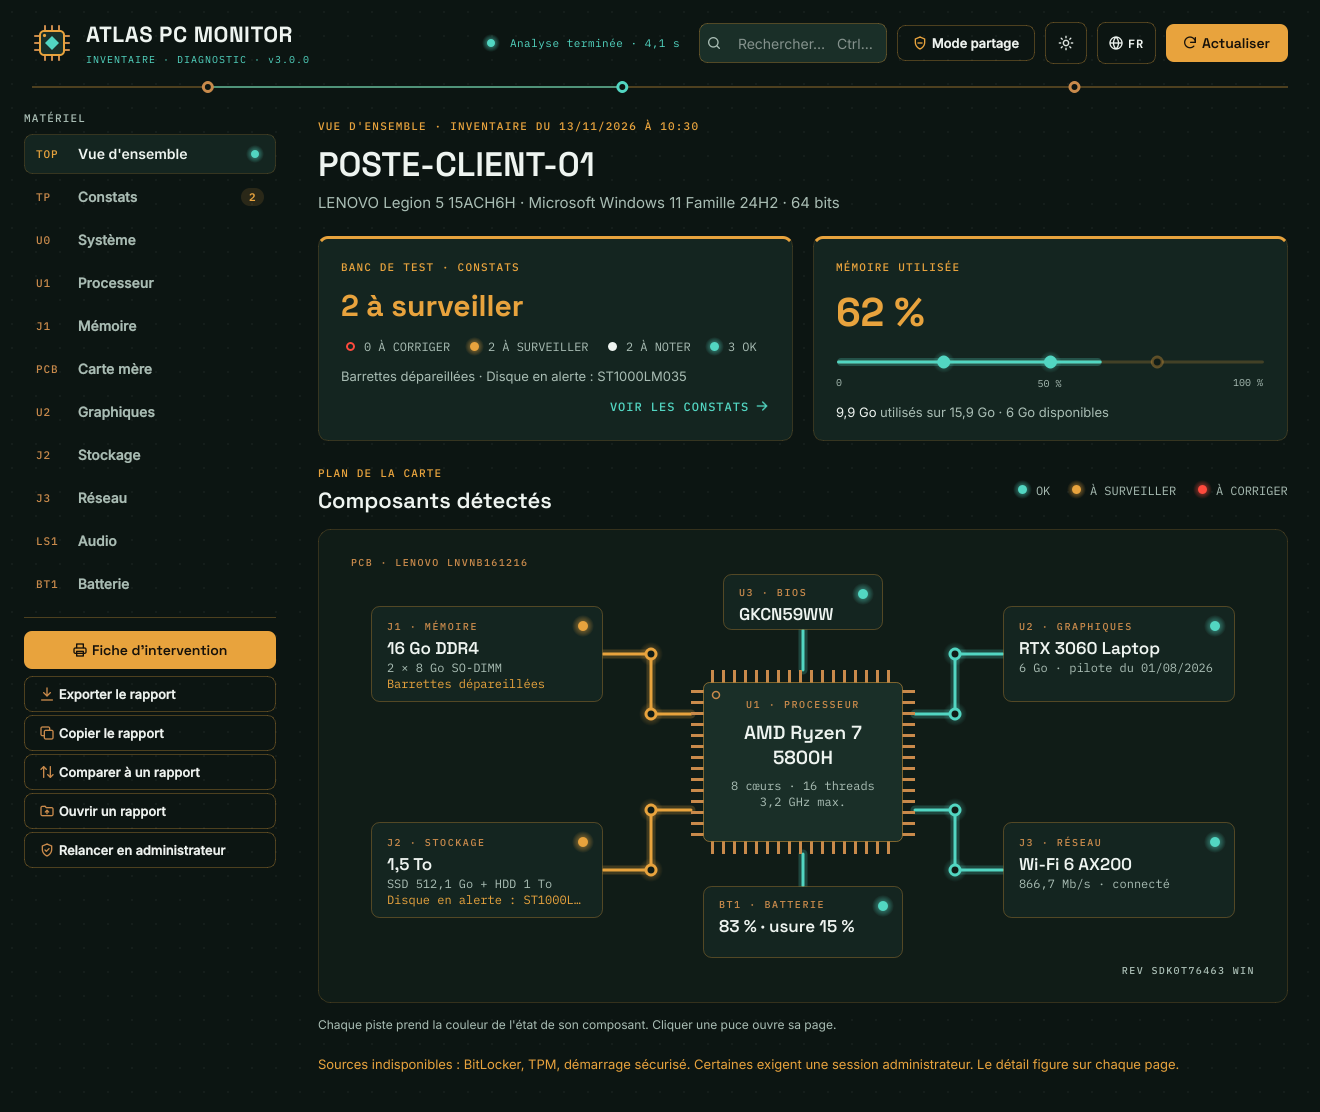 ATLAS PC MONITOR
INVENTAIRE · DIAGNOSTIC · v3.0.0
Analyse terminée · 4,1 s
Rechercher... Ctrl...
Mode partage
FR
Actualiser
MATÉRIEL
TOP Vue d'ensemble
TP Constats 2
U0 Système
U1 Processeur
J1 Mémoire
PCB Carte mère
U2 Graphiques
J2 Stockage
J3 Réseau
LS1 Audio
BT1 Batterie
Fiche d'intervention
Exporter le rapport
Copier le rapport
Comparer à un rapport
Ouvrir un rapport
Relancer en administrateur
VUE D'ENSEMBLE · INVENTAIRE DU 13/11/2026 À 10:30
POSTE-CLIENT-01
LENOVO Legion 5 15ACH6H · Microsoft Windows 11 Famille 24H2 · 64 bits
BANC DE TEST · CONSTATS
2 à surveiller
0 À CORRIGER 2 À SURVEILLER 2 À NOTER 3 OK
Barrettes dépareillées · Disque en alerte : ST1000LM035
VOIR LES CONSTATS →
MÉMOIRE UTILISÉE
62 %
0 50 % 100 %
9,9 Go utilisés sur 15,9 Go · 6 Go disponibles
PLAN DE LA CARTE
Composants détectés
OK À SURVEILLER À CORRIGER
PCB · LENOVO LNVNB161216
U3 · BIOS
GKCN59WW
J1 · MÉMOIRE
16 Go DDR4
2 × 8 Go SO-DIMM
Barrettes dépareillées
U2 · GRAPHIQUES
RTX 3060 Laptop
6 Go · pilote du 01/08/2026
U1 · PROCESSEUR
AMD Ryzen 7
5800H
8 cœurs · 16 threads
3,2 GHz max.
J2 · STOCKAGE
1,5 To
SSD 512,1 Go + HDD 1 To
Disque en alerte : ST1000L…
J3 · RÉSEAU
Wi-Fi 6 AX200
866,7 Mb/s · connecté
BT1 · BATTERIE
83 % · usure 15 %
REV SDK0T76463 WIN
Chaque piste prend la couleur de l'état de son composant. Cliquer une puce ouvre sa page.
Sources indisponibles : BitLocker, TPM, démarrage sécurisé. Certaines exigent une session administrateur. Le détail figure sur chaque page.